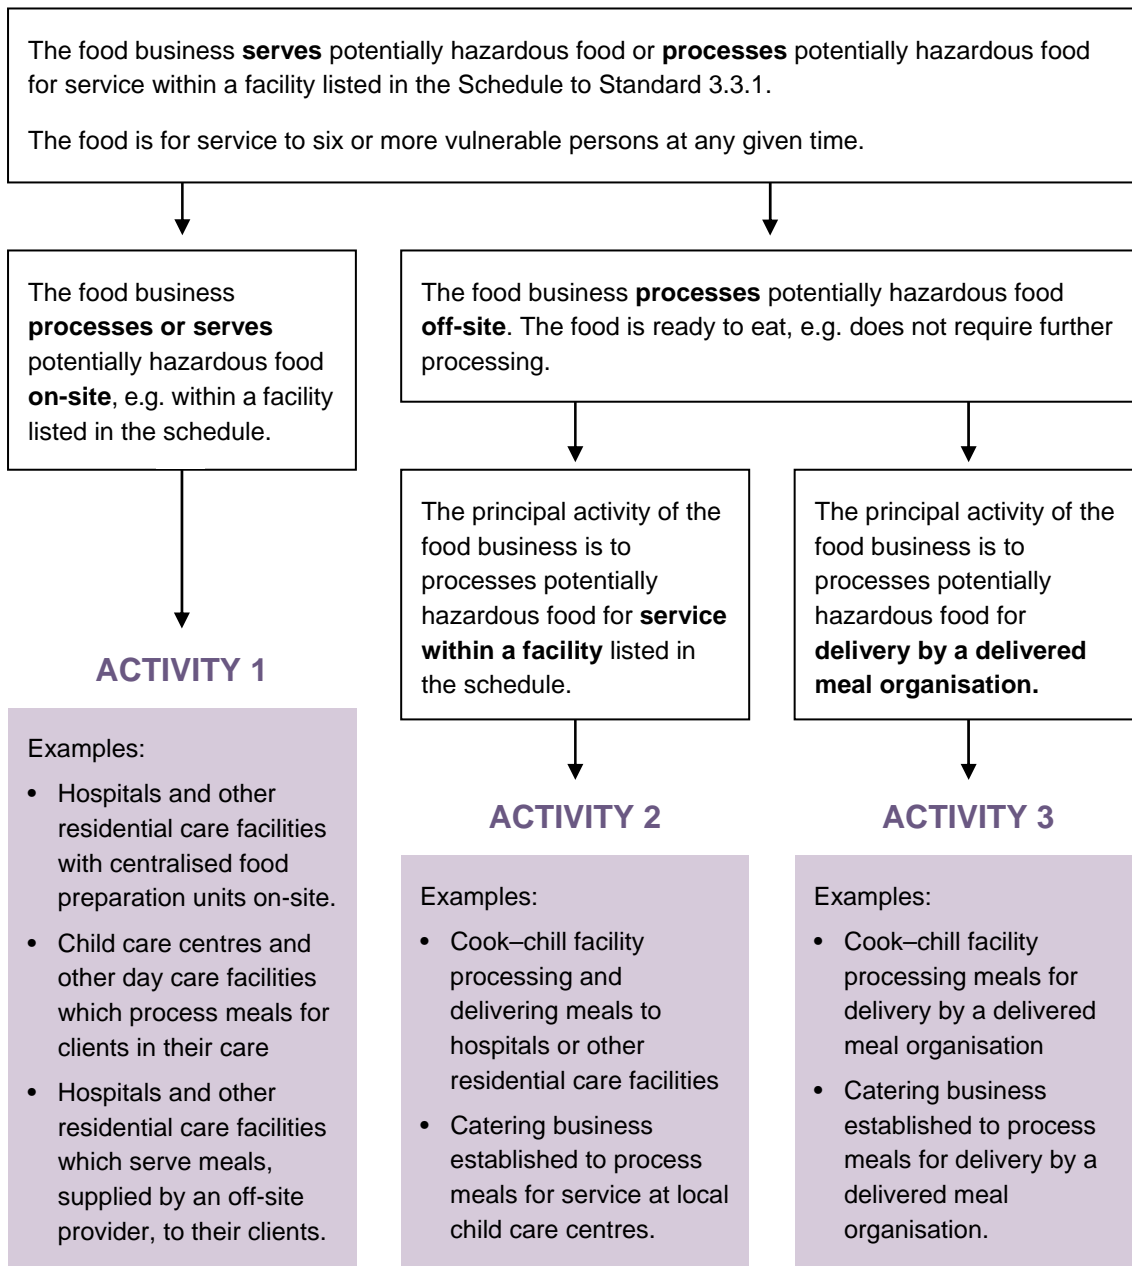 The food business serves potentially hazardous food or processes potentially hazardous food
for service within a facility listed in the Schedule to Standard 3.3.1.
The food is for service to six or more vulnerable persons at any given time.
The food business
processes or serves
potentially hazardous food
on-site, e.g. within a facility
listed in the schedule.
The food business processes potentially hazardous food
off-site. The food is ready to eat, e.g. does not require further
processing.
The principal activity of the
food business is to
processes potentially
hazardous food for service
within a facility listed in
the schedule.
The principal activity of the
food business is to
processes potentially
hazardous food for
delivery by a delivered
meal organisation.
ACTIVITY 1
Examples:
• Hospitals and other
residential care facilities
with centralised food
preparation units on-site.
• Child care centres and
other day care facilities
which process meals for
clients in their care
• Hospitals and other
residential care facilities
which serve meals,
supplied by an off-site
provider, to their clients.
ACTIVITY 2
Examples:
• Cook–chill facility
processing and
delivering meals to
hospitals or other
residential care facilities
• Catering business
established to process
meals for service at local
child care centres.
ACTIVITY 3
Examples:
• Cook–chill facility
processing meals for
delivery by a delivered
meal organisation
• Catering business
established to process
meals for delivery by a
delivered meal
organisation.